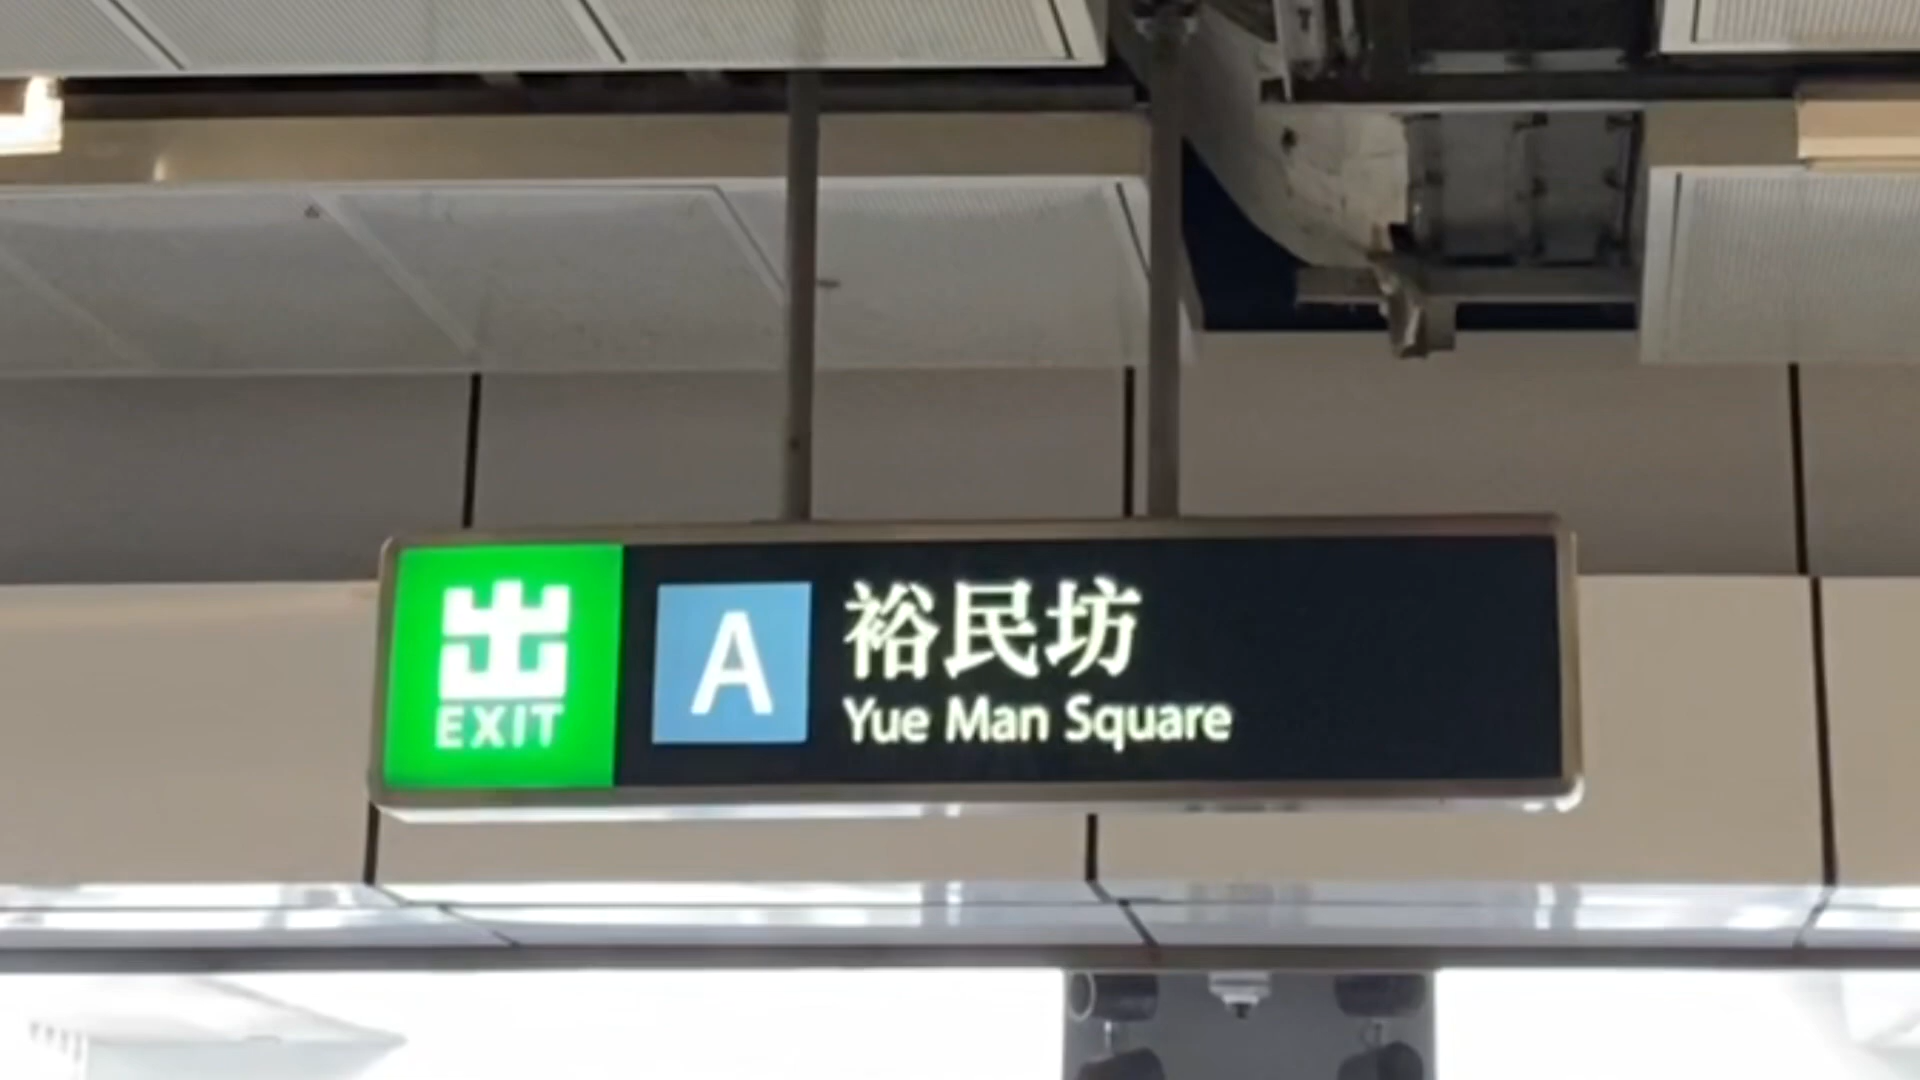 出
EXIT
A
裕民坊
Yue Man Square